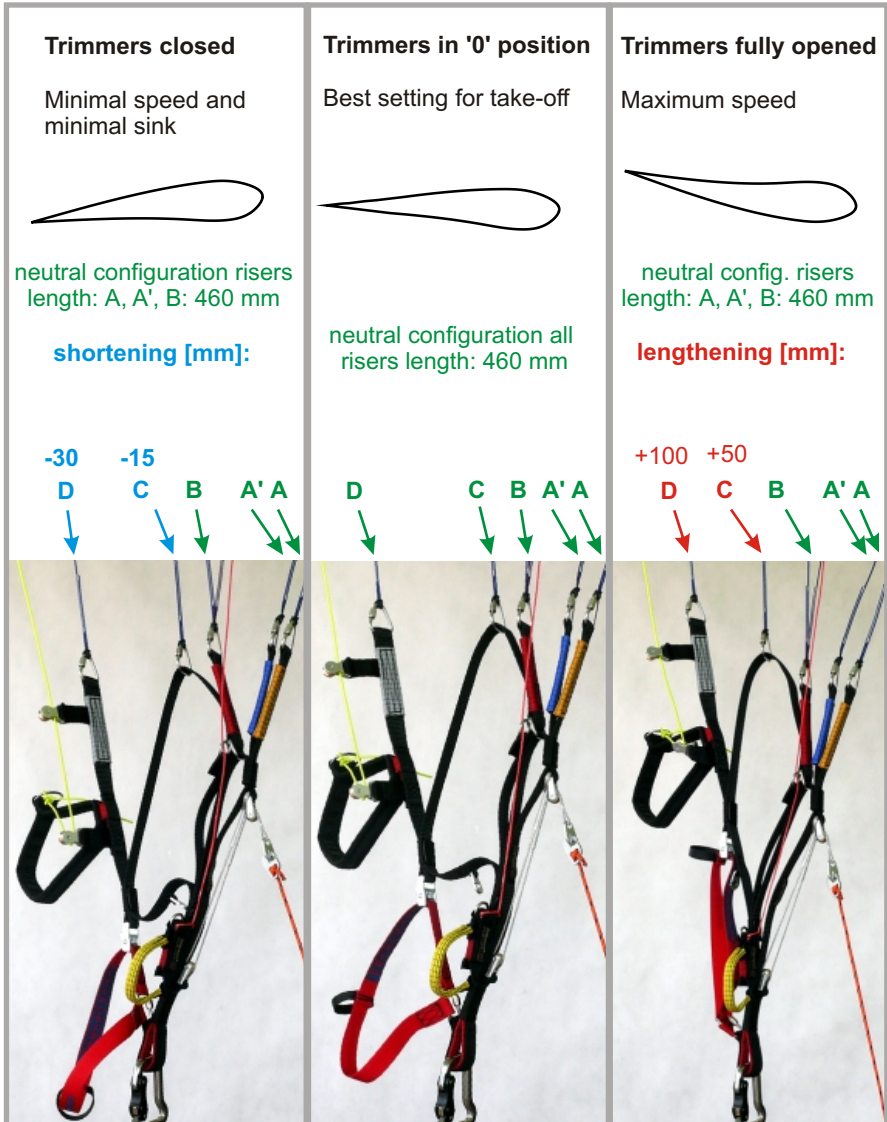 Trimmers closed
Minimal speed and
minimal sink
neutral configuration risers
length: A, A', B: 460 mm
shortening [mm]:
-30 -15
D C B A' A
Trimmers in '0' position
Best setting for take-off
neutral configuration all
risers length: 460 mm
D C B A' A
Trimmers fully opened
Maximum speed
neutral config. risers
length: A, A', B: 460 mm
lengthening [mm]:
+100 +50
D C B A' A